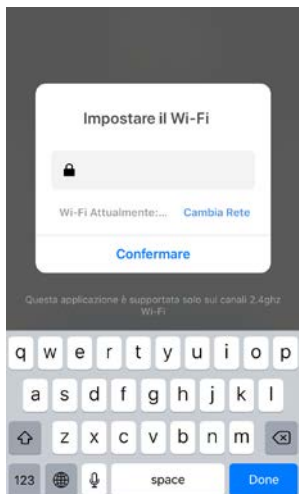 Impostare il Wi-Fi
Wi-Fi Attualmente:... Cambia Rete
Confermare
Questa applicazione è supportata solo sui canali 2.4ghz
Wi-Fi
q w e r t y u i o p
a s d f g h j k l
z x c v b n m
123 space Done